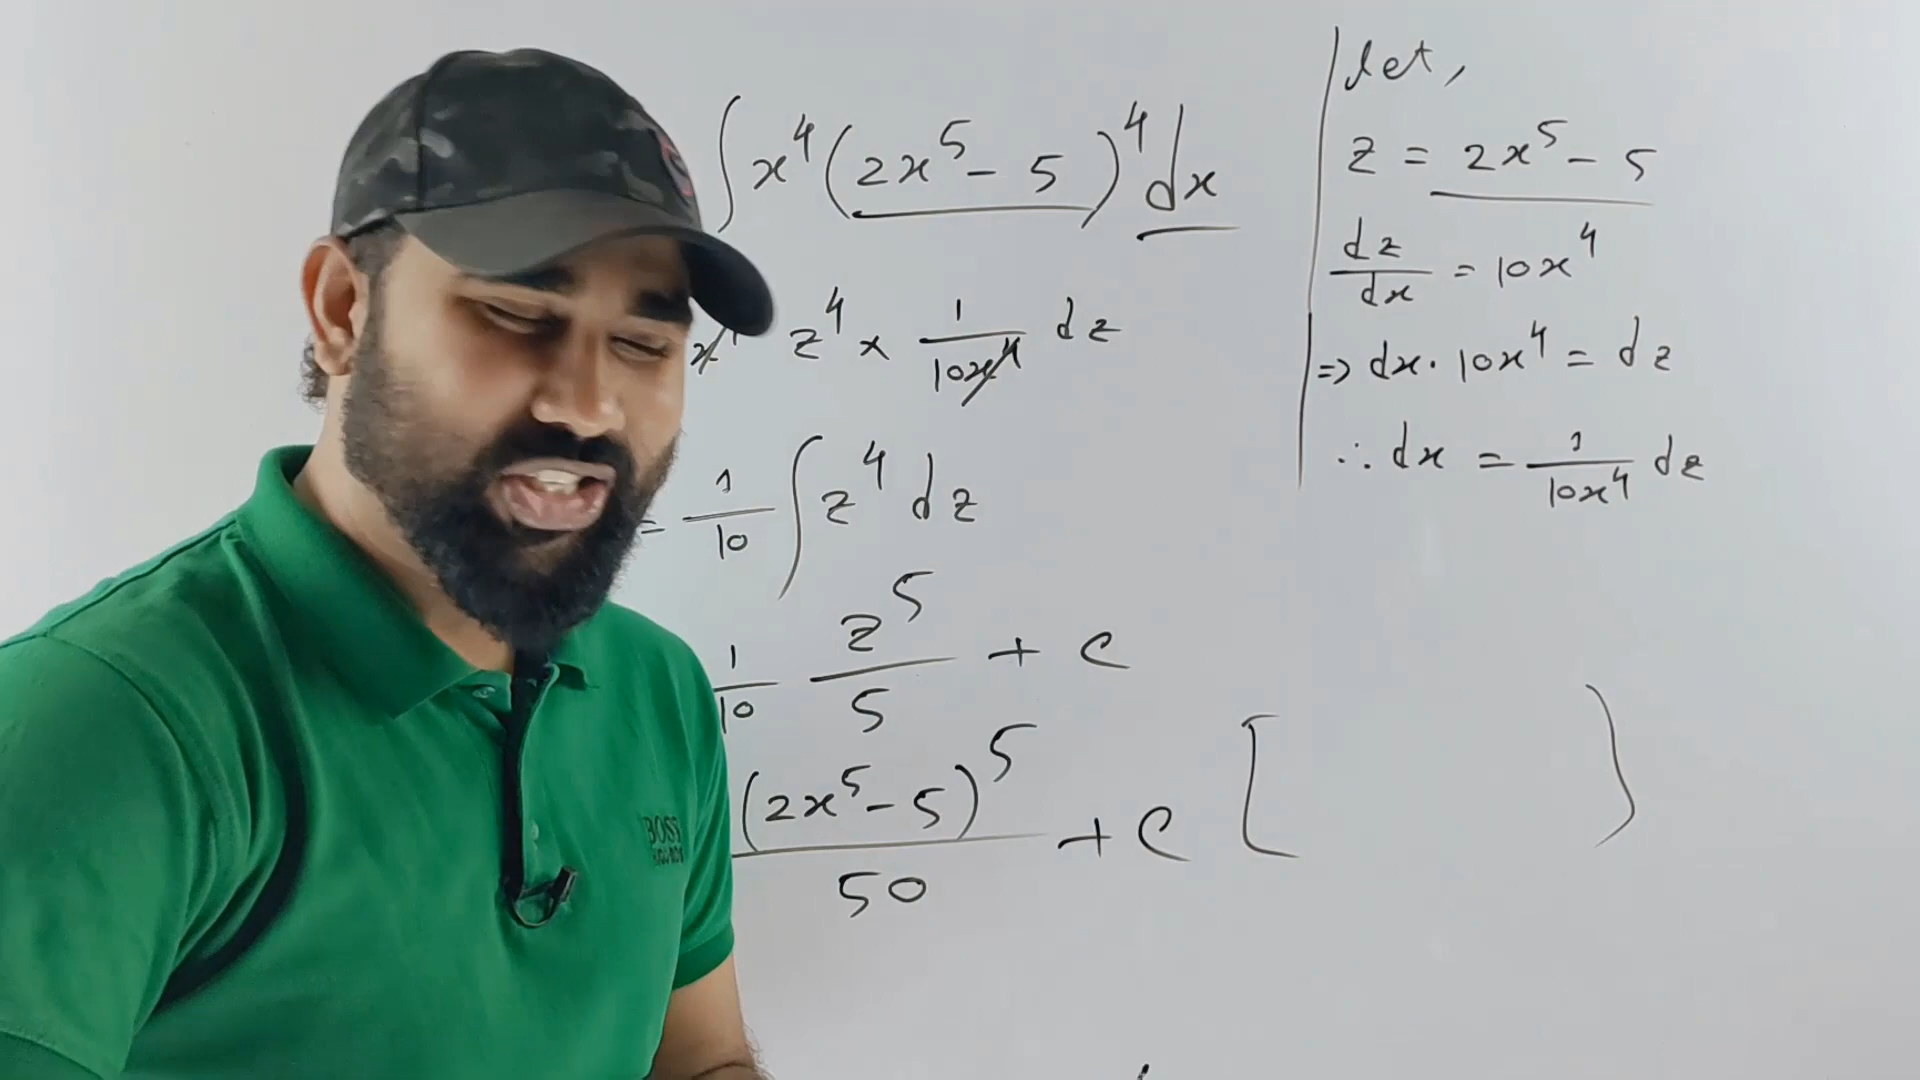 ∫ x⁴ (2x⁵ - 5)⁴ dx
x⁴ z⁴ × 1/10x⁴ dz
= 1/10 ∫ z⁴ dz
1/10 z⁵/5 + c
(2x⁵ - 5)⁵/50 + c [ )
let,
z = 2x⁵ - 5
dz/dx = 10x⁴
⇒ dx · 10x⁴ = dz
∴ dx = 1/10x⁴ dz
BOSS